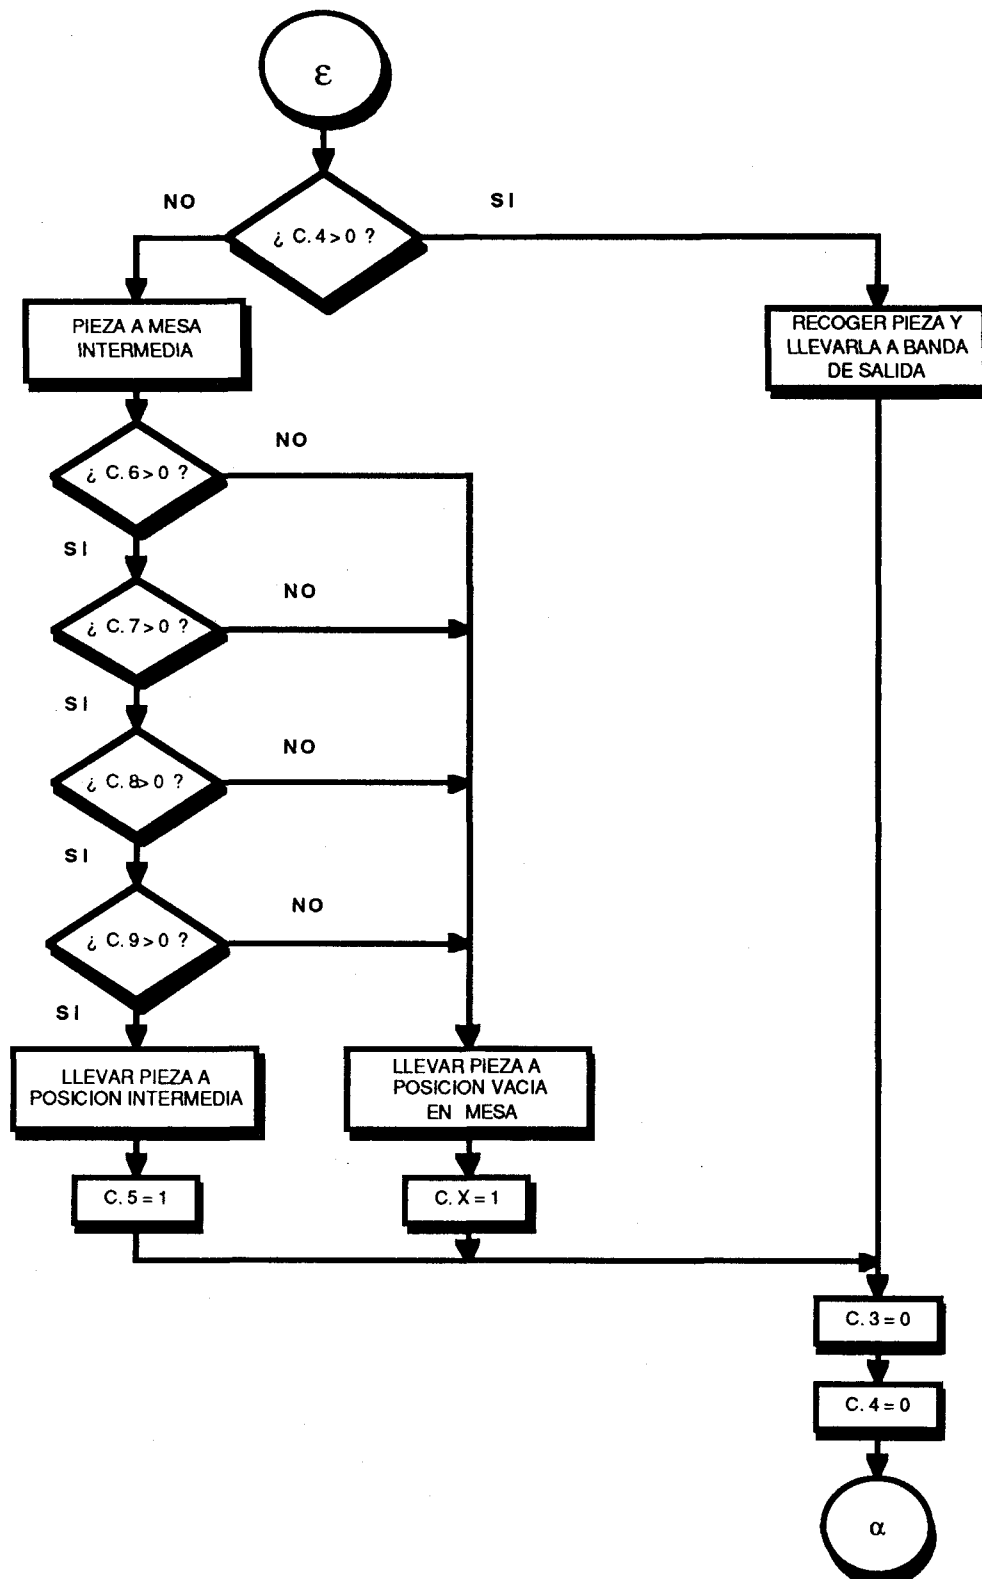 ε
NO
SI
¿ C.4>0 ?
PIEZA A MESA
INTERMEDIA
RECOGER PIEZA Y
LLEVARLA A BANDA
DE SALIDA
NO
¿ C.6>0 ?
SI
NO
¿ C.7>0 ?
SI
NO
¿ C.8>0 ?
SI
NO
¿ C.9>0 ?
SI
LLEVAR PIEZA A
POSICION INTERMEDIA
LLEVAR PIEZA A
POSICION VACIA
EN MESA
C.5=1
C.X=1
C.3=0
C.4=0
α